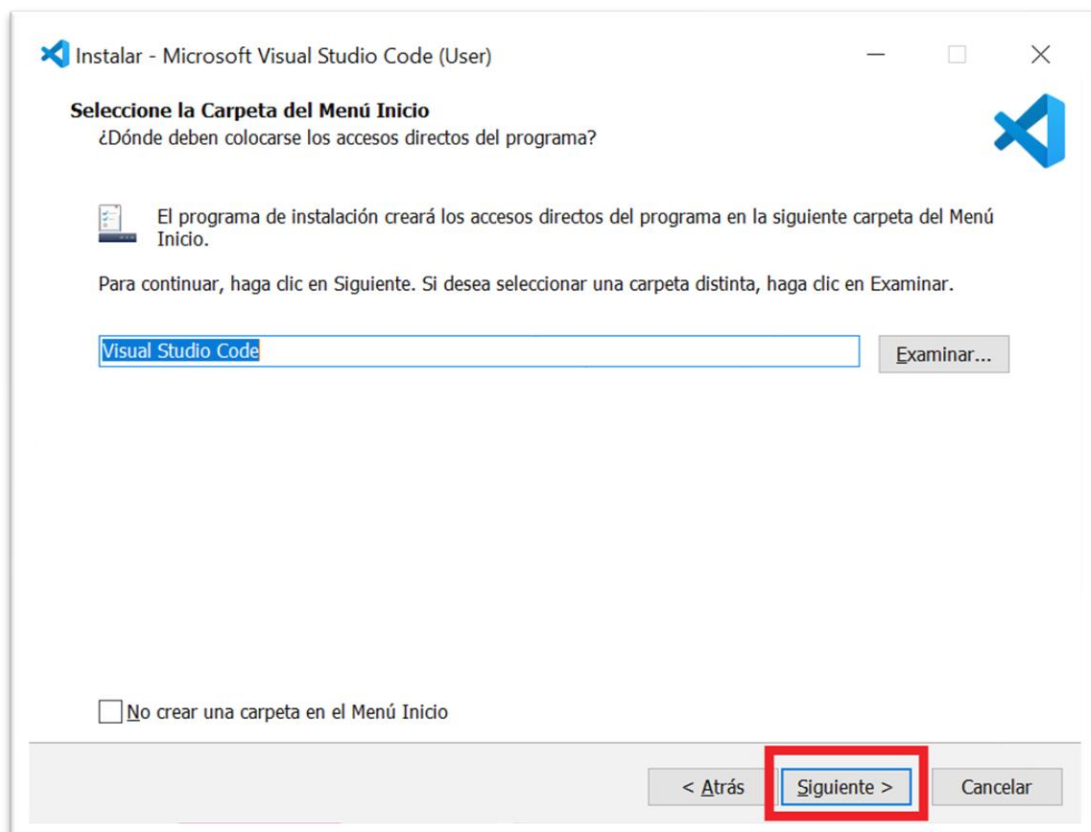 Instalar - Microsoft Visual Studio Code (User)
Seleccione la Carpeta del Menú Inicio
¿Dónde deben colocarse los accesos directos del programa?
El programa de instalación creará los accesos directos del programa en la siguiente carpeta del Menú
Inicio.
Para continuar, haga clic en Siguiente. Si desea seleccionar una carpeta distinta, haga clic en Examinar.
Visual Studio Code
Examinar...
No crear una carpeta en el Menú Inicio
< Atrás
Siguiente >
Cancelar